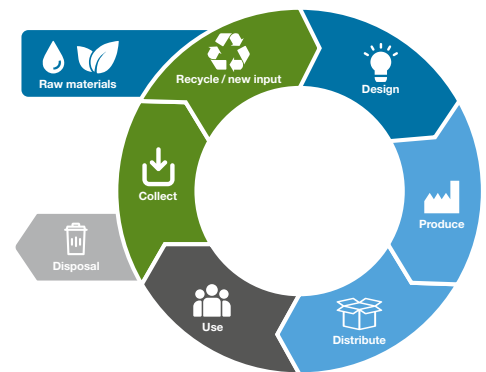 Raw materials
Recycle / new input
Design
Produce
Distribute
Use
Collect
Disposal